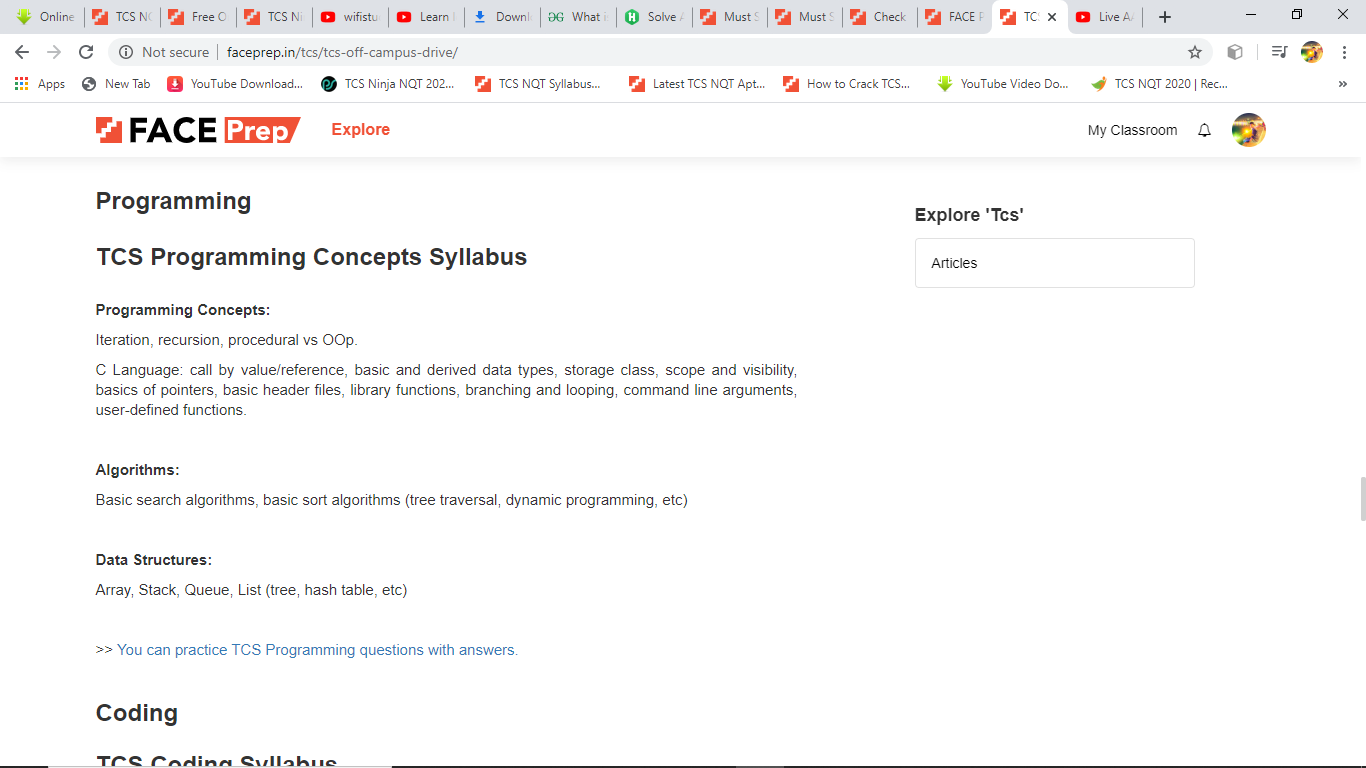 Online
TCS NC
Free O
TCS Ni
wifistu
Learn
Downl
What i
Solve
Must S
Must S
Check
FACE P
TCS
Live A
Not secure
faceprep.in/tcs/tcs-off-campus-drive/
Apps
New Tab
YouTube Download...
TCS Ninja NQT 202...
TCS NQT Syllabus...
Latest TCS NQT Apt...
How to Crack TCS...
YouTube Video Do...
TCS NQT 2020 | Rec...
»
FACE Prep
Explore
My Classroom
Programming
TCS Programming Concepts Syllabus
Programming Concepts:
Iteration, recursion, procedural vs OOp.
C Language: call by value/reference, basic and derived data types, storage class, scope and visibility,
basics of pointers, basic header files, library functions, branching and looping, command line arguments,
user-defined functions.
Algorithms:
Basic search algorithms, basic sort algorithms (tree traversal, dynamic programming, etc)
Data Structures:
Array, Stack, Queue, List (tree, hash table, etc)
>> You can practice TCS Programming questions with answers.
Coding
TCS Coding Syllabus
Explore 'Tcs'
Articles